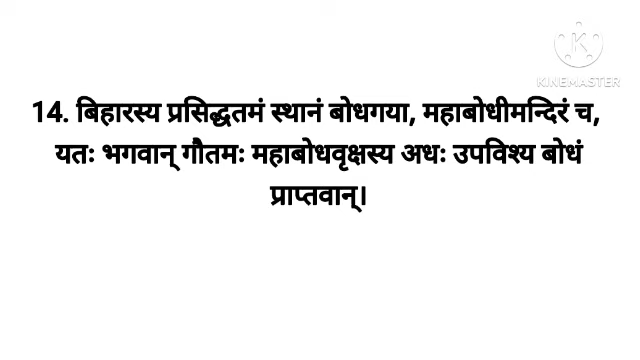 KINEMASTER
14. बिहारस्य प्रसिद्धतमं स्थानं बोधगया, महाबोधीमन्दिरं च,
यतः भगवान् गौतमः महाबोधवृक्षस्य अधः उपविश्य बोधं
प्राप्तवान्।